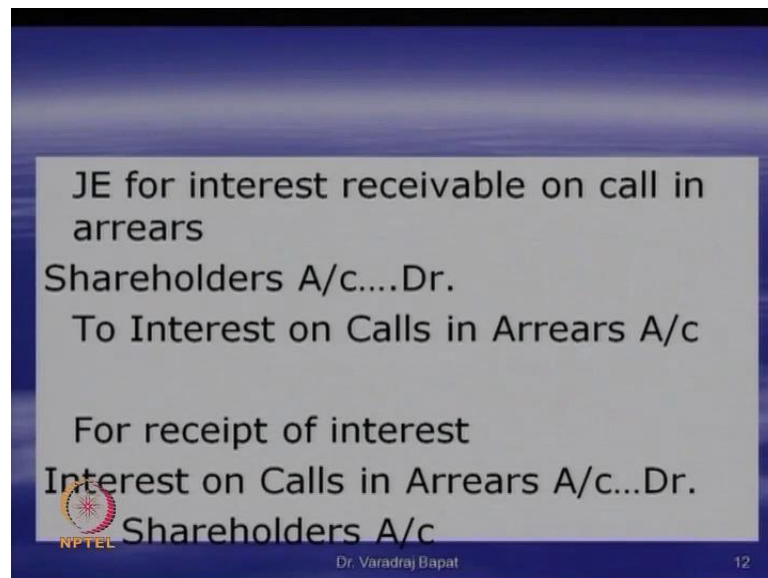 JE for interest receivable on call in
arrears
Shareholders A/c....Dr.
To Interest on Calls in Arrears A/c
For receipt of interest
Interest on Calls in Arrears A/c...Dr.
Shareholders A/c
NPTEL
Dr. Varadraj Bapat
12